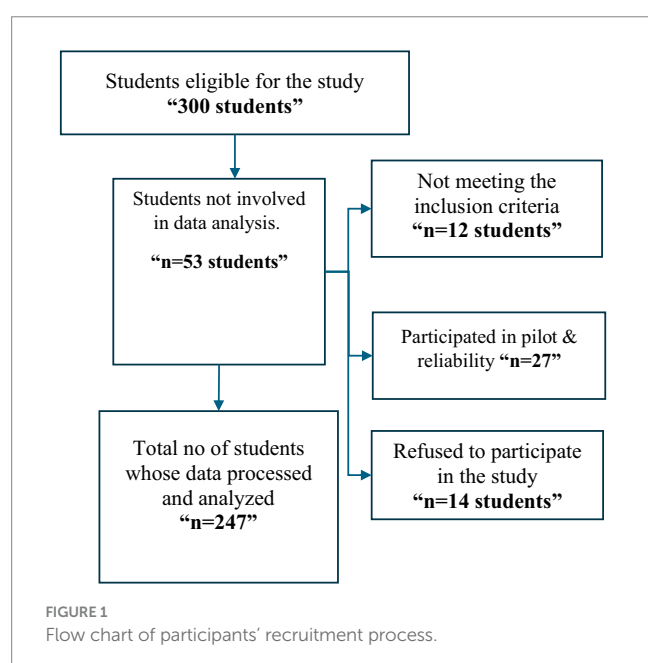 Students eligible for the study
“300 students”
Students not involved
in data analysis.
“n=53 students”
Not meeting the
inclusion criteria
“n=12 students”
Participated in pilot &
reliability “n=27”
Refused to participate
in the study
“n=14 students”
Total no of students
whose data processed
and analyzed
“n=247”
FIGURE 1
Flow chart of participants’ recruitment process.